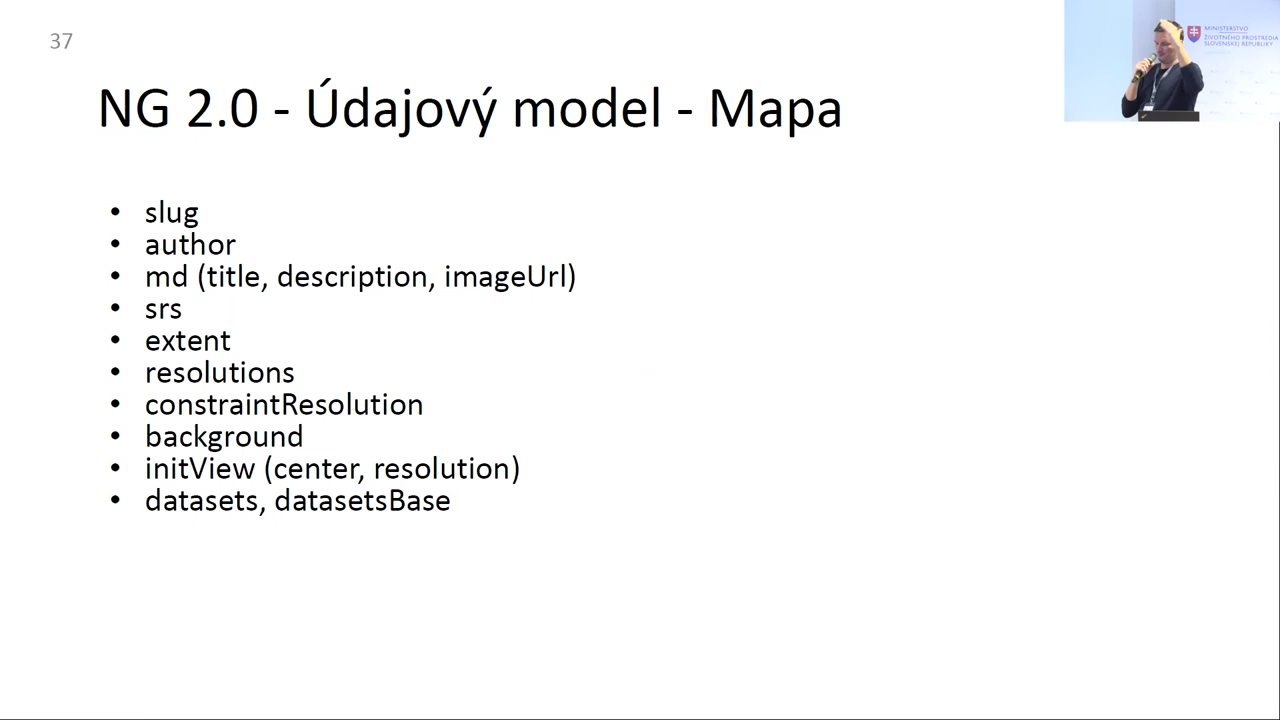 37
MINISTERSTVO
ŽIVOTNÉHO PROSTREDIA
SLOVENSKEJ REPUBLIKY
NG 2.0 - Údajový model - Mapa
• slug
• author
• md (title, description, imageUrl)
• srs
• extent
• resolutions
• constraintResolution
• background
• initView (center, resolution)
• datasets, datasetsBase